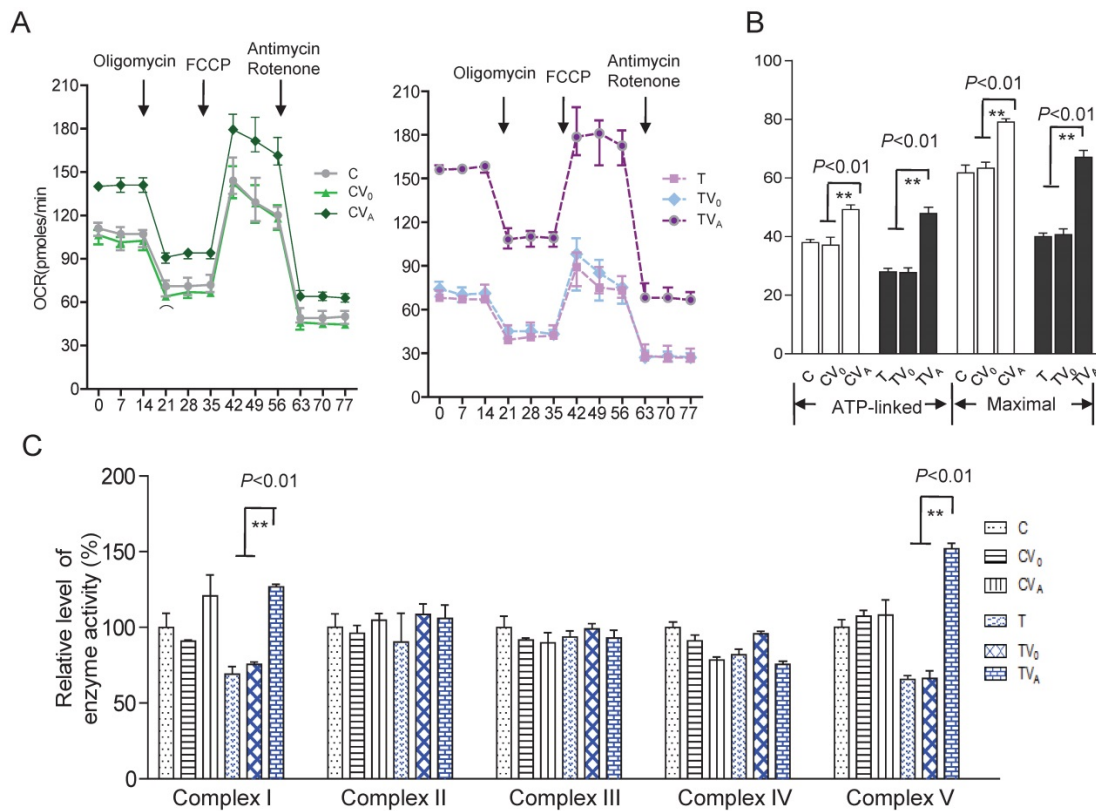 A
Oligomycin
FCCP
Antimycin
Rotenone
OCR(pmoles/min)
210
180
150
120
90
60
30
0
C
CV0
CVA
0 7 14 21 28 35 42 49 56 63 70 77
Oligomycin
FCCP
Antimycin
Rotenone
210
180
150
120
90
60
30
0
T
TV0
TVA
0 7 14 21 28 35 42 49 56 63 70 77
B
100
80
60
40
20
0
P<0.01
**
P<0.01
**
P<0.01
**
P<0.01
**
C CV0 CVA T TV0 TVA C CV0 CVA T TV0 TVA
ATP-linked Maximal
C
Relative level of
enzyme activity (%)
200
150
100
50
0
P<0.01
**
P<0.01
**
C
CV0
CVA
T
TV0
TVA
Complex I Complex II Complex III Complex IV Complex V